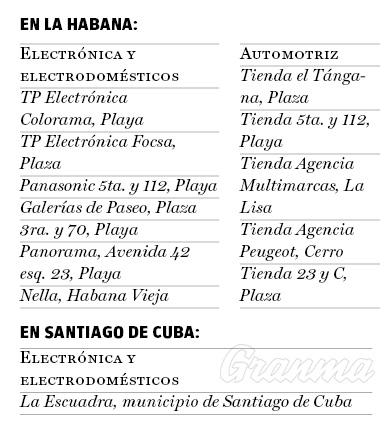 EN LA HABANA:
Electrónica y
electrodomésticos
TP Electrónica
Colorama, Playa
TP Electrónica Focsa,
Plaza
Panasonic 5ta. y 112, Playa
Galerías de Paseo, Plaza
3ra. y 70, Playa
Panorama, Avenida 42
esq. 23, Playa
Nella, Habana Vieja
Automotriz
Tienda el Tánga-
na, Plaza
Tienda 5ta. y 112,
Playa
Tienda Agencia
Multimarcas, La
Lisa
Tienda Agencia
Peugeot, Cerro
Tienda 23 y C,
Plaza
EN SANTIAGO DE CUBA:
Electrónica y
electrodomésticos
Granma
La Escuadra, municipio de Santiago de Cuba